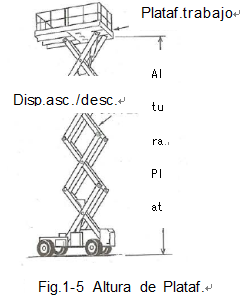 Plataf.trabajo
Disp.asc./desc.
Al
tu
ra..
Pl
at
Fig.1-5 Altura de Plataf.